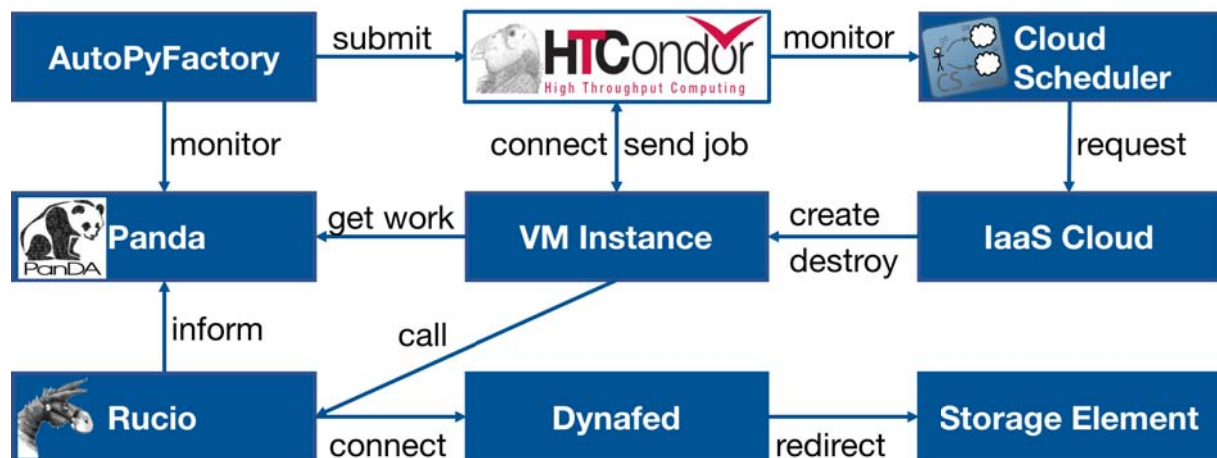 AutoPyFactory
submit
HTCondor
High Throughput Computing
monitor
CS
Cloud
Scheduler
monitor
connect
send job
request
PanDA
Panda
get work
VM Instance
create
destroy
IaaS Cloud
inform
call
Rucio
connect
Dynafed
redirect
Storage Element